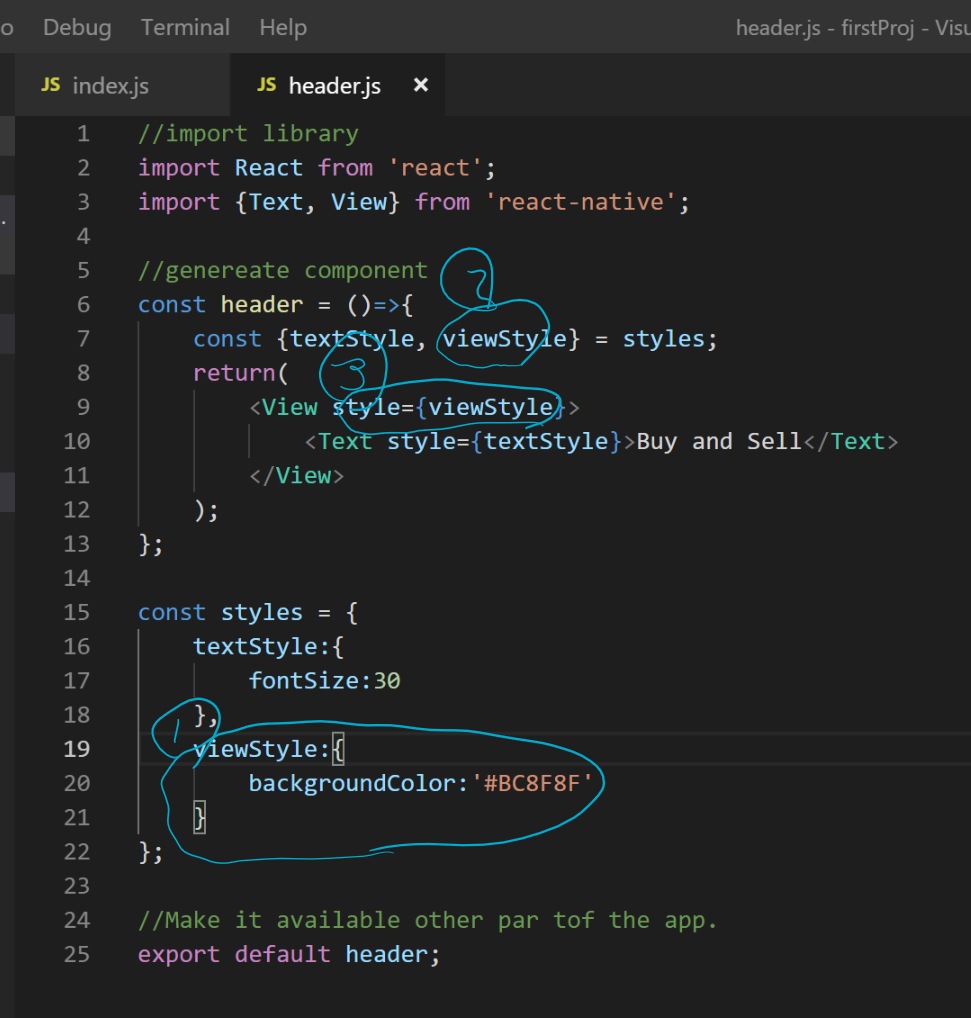 o Debug Terminal Help header.js - firstProj - Visu
JS index.js JS header.js ×
1 //import library
2 import React from 'react';
3 import {Text, View} from 'react-native';
4
5 //genereate component
2
6 const header = ()=>{
7     const {textStyle, viewStyle} = styles;
8     return(
3
9         <View style={viewStyle}>
10             <Text style={textStyle}>Buy and Sell</Text>
11         </View>
12     );
13 };
14
15 const styles = {
16     textStyle:{
17         fontSize:30
18     },
1
19     viewStyle:{
20         backgroundColor:'#BC8F8F'
21     }
22 };
23
24 //Make it available other par tof the app.
25 export default header;